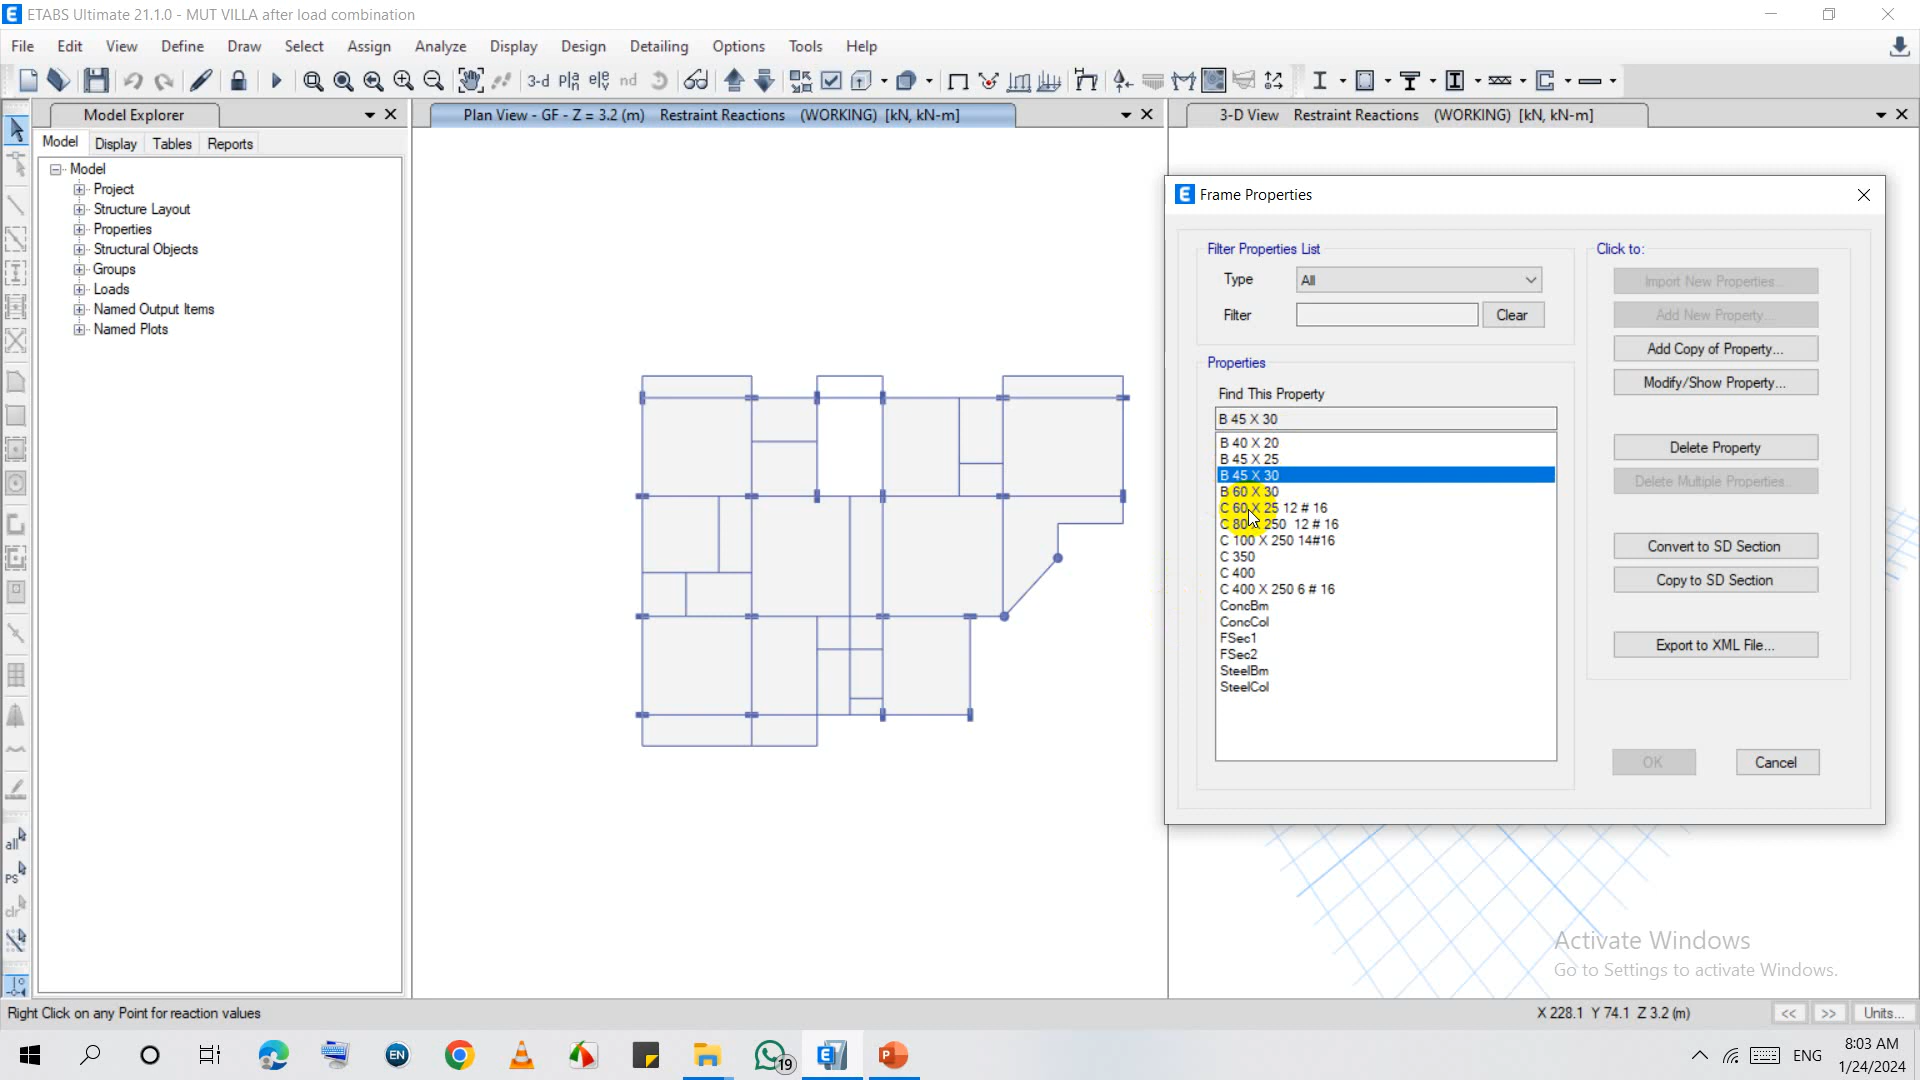 ETABS Ultimate 21.1.0 - MUT VILLA after load combination
File Edit View Define Draw Select Assign Analyze Display Design Detailing Options Tools Help
3-d nd
Model Explorer
Plan View - GF - Z = 3.2 (m) Restraint Reactions (WORKING) [kN, kN-m]
3-D View Restraint Reactions (WORKING) [kN, kN-m]
Model Display Tables Reports
Model
Project
Structure Layout
Properties
Structural Objects
Groups
Loads
Named Output Items
Named Plots
Frame Properties
Filter Properties List
Type All
Filter Clear
Properties
Find This Property
B 45 X 30
B 40 X 20
B 45 X 25
B 45 X 30
B 60 X 30
C 60 X 25 12 # 16
C 80 X 250 12 # 16
C 100 X 250 14#16
C 350
C 400
C 400 X 250 6 # 16
ConcBm
ConcCol
FSec1
FSec2
SteelBm
SteelCol
Click to:
Import New Properties...
Add New Property...
Add Copy of Property...
Modify/Show Property...
Delete Property
Delete Multiple Properties...
Convert to SD Section
Copy to SD Section
Export to XML File...
OK Cancel
all
PS
clr
Activate Windows
Go to Settings to activate Windows.
Right Click on any Point for reaction values
X 228.1 Y 74.1 Z 3.2 (m)
<< >> Units...
EN
19
ENG
8:03 AM
1/24/2024